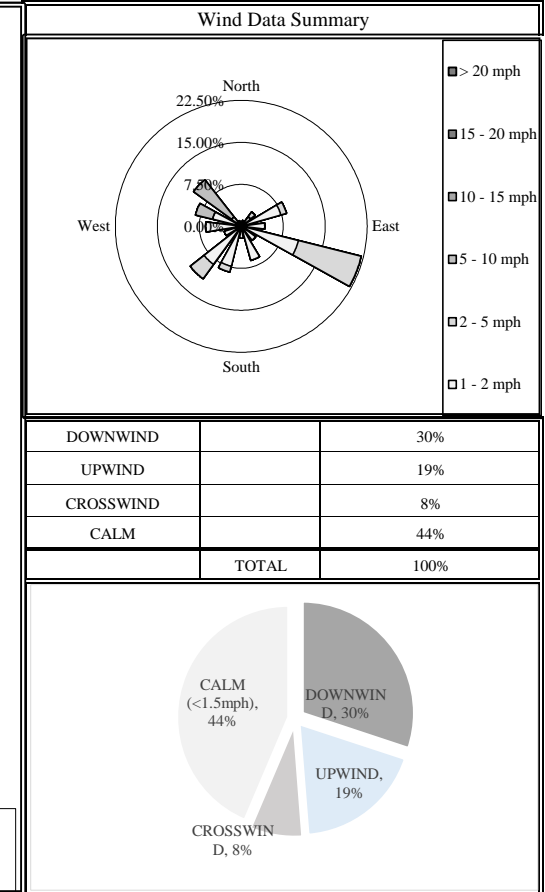 Wind Data Summary
North
22.50%
15.00%
7.50%
0.00%
West
East
South
> 20 mph
15 - 20 mph
10 - 15 mph
5 - 10 mph
2 - 5 mph
1 - 2 mph
DOWNWIND 30%
UPWIND 19%
CROSSWIND 8%
CALM 44%
TOTAL 100%
CALM
(<1.5mph),
44%
DOWNWIN
D, 30%
UPWIND,
19%
CROSSWIN
D, 8%